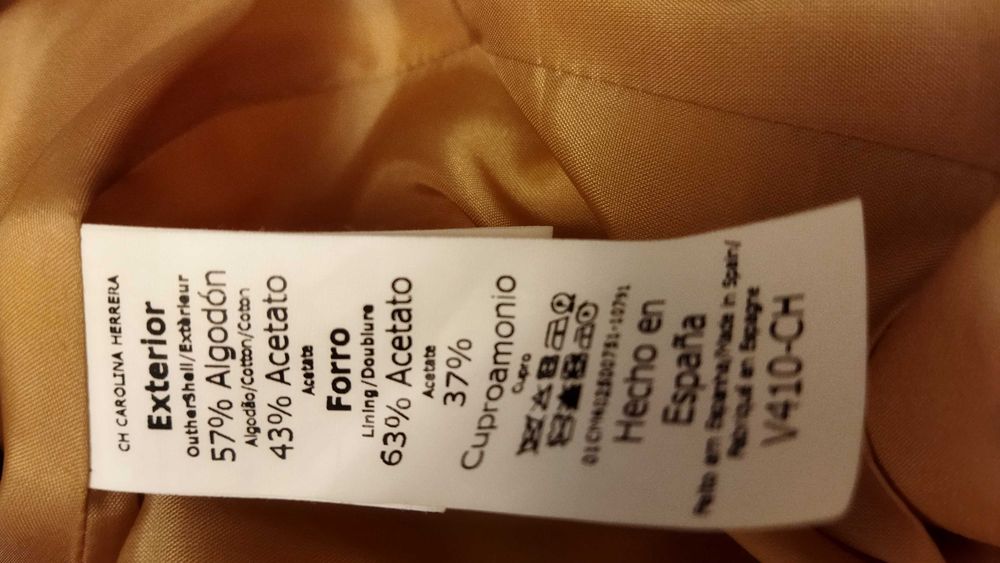 CH CAROLINA HERRERA
Exterior
Outhershell/Extérieur
57% Algodón
Algodão/Cotton/Coton
43% Acetato
Acetate
Forro
Lining/Doublure
63% Acetato
Acetate
37%
Cuproamonio
Cupro
Hecho en
España
Feito em Espanha/Made in Spain/
Fabriqué en Espagne
V410-CH